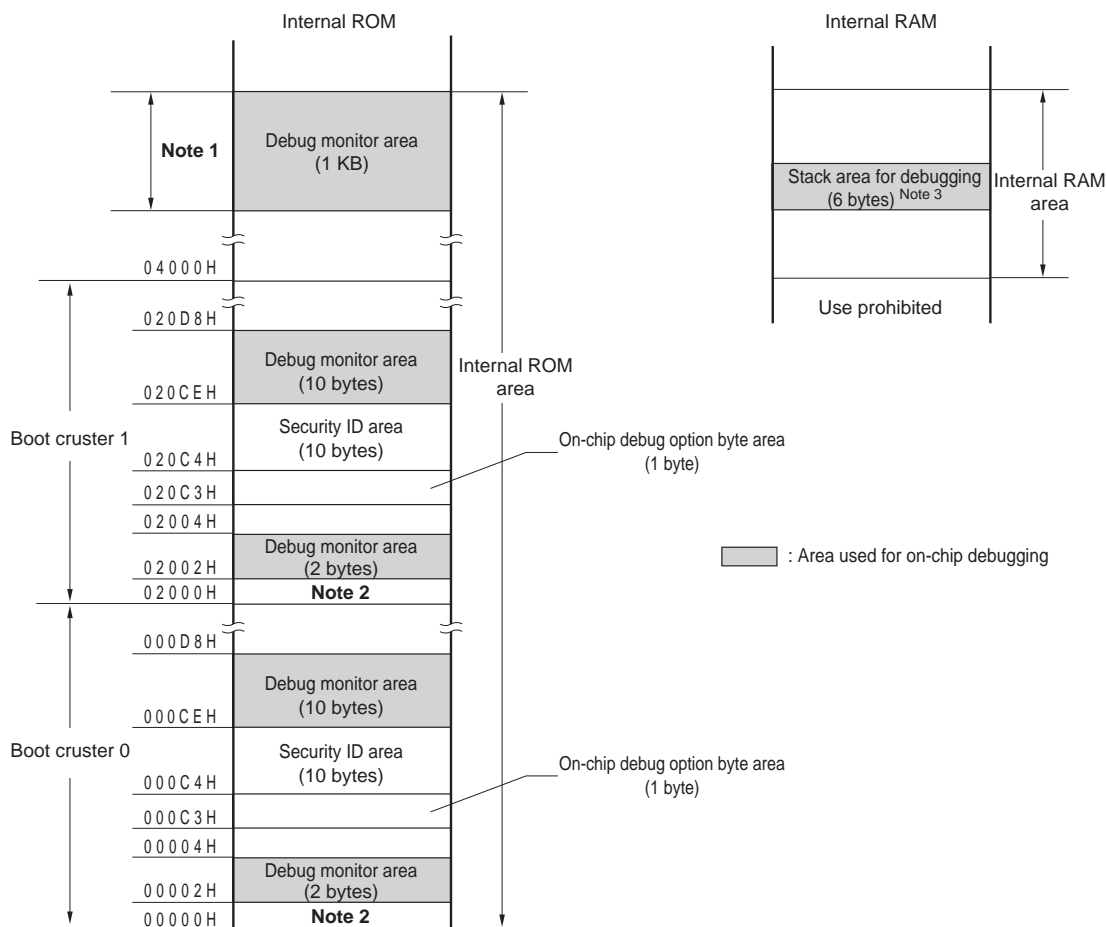 Internal ROM
Note 1
Debug monitor area
(1 KB)
04000H
020D8H
Debug monitor area
(10 bytes)
020CEH
Security ID area
(10 bytes)
020C4H
020C3H
02004H
Debug monitor area
(2 bytes)
02002H
02000H
Note 2
Boot cruster 1
000D8H
Debug monitor area
(10 bytes)
000CEH
Security ID area
(10 bytes)
000C4H
000C3H
00004H
Debug monitor area
(2 bytes)
00002H
00000H
Note 2
Boot cruster 0
Internal ROM
area
On-chip debug option byte area
(1 byte)
On-chip debug option byte area
(1 byte)
Internal RAM
Stack area for debugging
(6 bytes) Note 3
Internal RAM
area
Use prohibited
: Area used for on-chip debugging